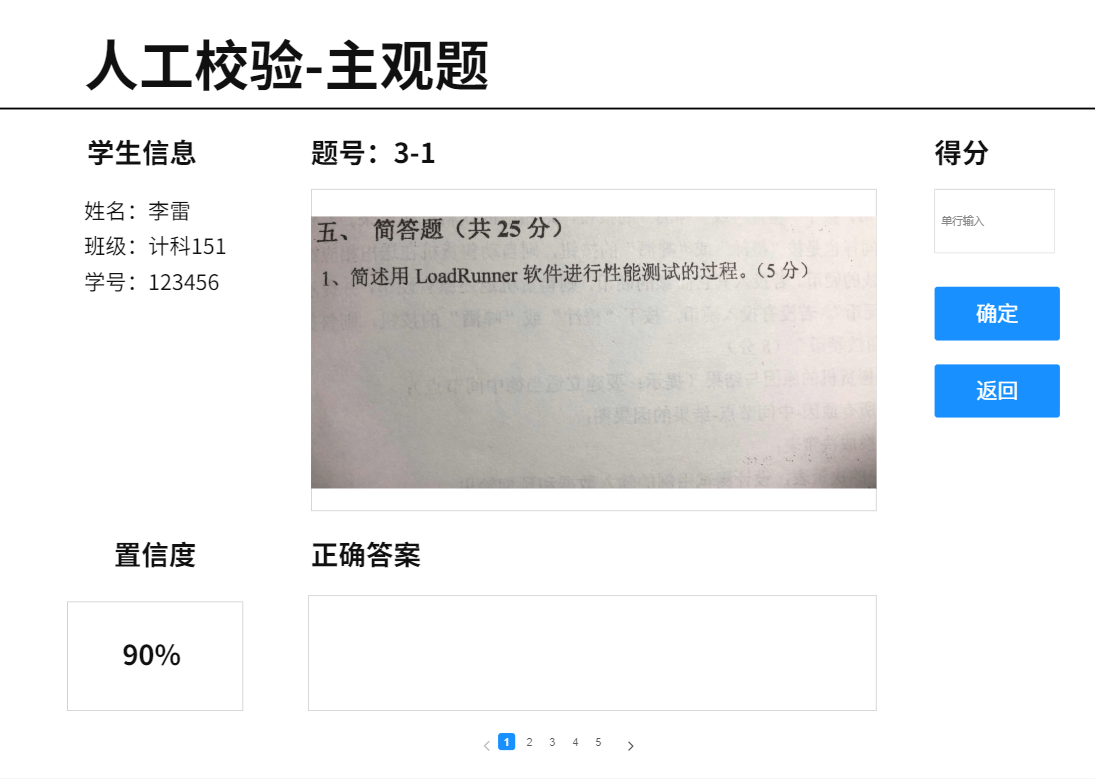 人工校验-主观题
学生信息
姓名：李雷
班级：计科151
学号：123456
题号：3-1
五、 简答题（共 25 分）
1、简述用 LoadRunner 软件进行性能测试的过程。（5 分）
得分
单行输入
确定
返回
置信度
90%
正确答案
1 2 3 4 5